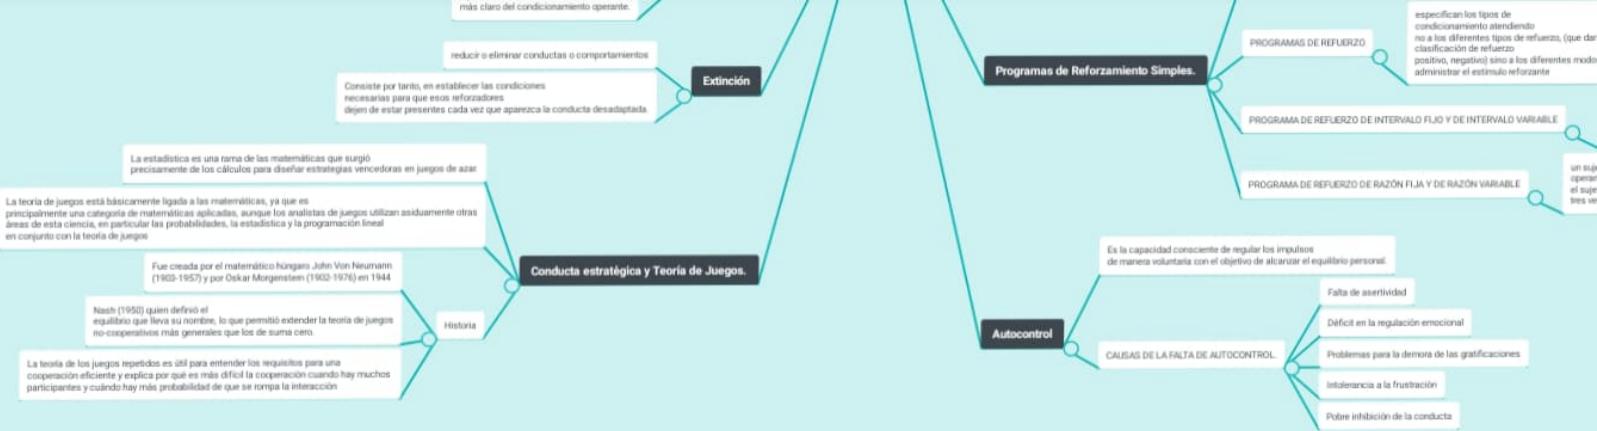 más claro del condicionamiento operante.
reducir o eliminar conductas o comportamientos
Consiste por tanto, en establecer las condiciones
necesarias para que esos reforzadores
dejen de estar presentes cada vez que aparezca la conducta desadaptada.
Extinción
La estadística es una rama de las matemáticas que surgió
precisamente de los cálculos para diseñar estrategias vencedoras en juegos de azar
La teoría de juegos está básicamente ligada a las matemáticas, ya que es
principalmente una categoría de matemáticas aplicadas, aunque los analistas de juegos utilizan asiduamente otras
áreas de esta ciencia, en particular las probabilidades, la estadística y la programación lineal
en conjunto con la teoría de juegos
Fue creada por el matemático húngaro John Von Neumann
(1903-1957) y por Oskar Morgenstern (1902-1976) en 1944
Nash (1950) quien definió el
equilibrio que lleva su nombre, lo que permitió extender la teoría de juegos
no-cooperativos más generales que los de suma cero.
La teoría de los juegos repetidos es útil para entender los requisitos para una
cooperación eficiente y explica por qué es más difícil la cooperación cuando hay muchos
participantes y cuándo hay más probabilidad de que se rompa la interacción
Historia
Conducta estratégica y Teoría de Juegos.
Programas de Reforzamiento Simples.
PROGRAMAS DE REFUERZO
especifican los tipos de
condicionamiento atendiendo
no a los diferentes tipos de refuerzo, (que dar
clasificación de refuerzo
positivo, negativo) sino a los diferentes modo
administrar el estímulo reforzante
PROGRAMA DE REFUERZO DE INTERVALO FIJO Y DE INTERVALO VARIABLE
PROGRAMA DE REFUERZO DE RAZÓN FIJA Y DE RAZÓN VARIABLE
un suje
operan
el suje
tres ve
Autocontrol
Es la capacidad consciente de regular los impulsos
de manera voluntaria con el objetivo de alcanzar el equilibrio personal.
CAUSAS DE LA FALTA DE AUTOCONTROL.
Falta de asertividad
Déficit en la regulación emocional
Problemas para la demora de las gratificaciones
Intolerancia a la frustración
Pobre inhibición de la conducta